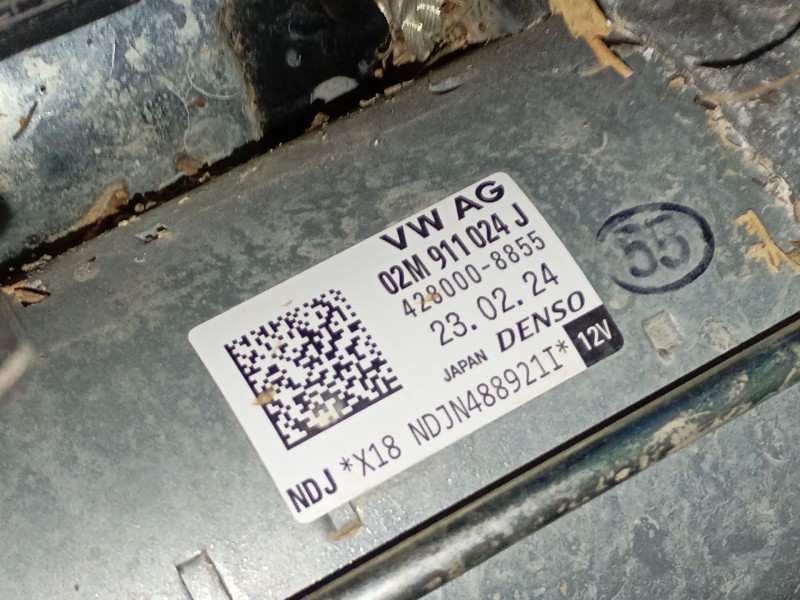 VW AG
02M 911 024 J
428000-8855
23.02.24
JAPAN DENSO 12V
NDJ *X18 NDJN488921I*
55